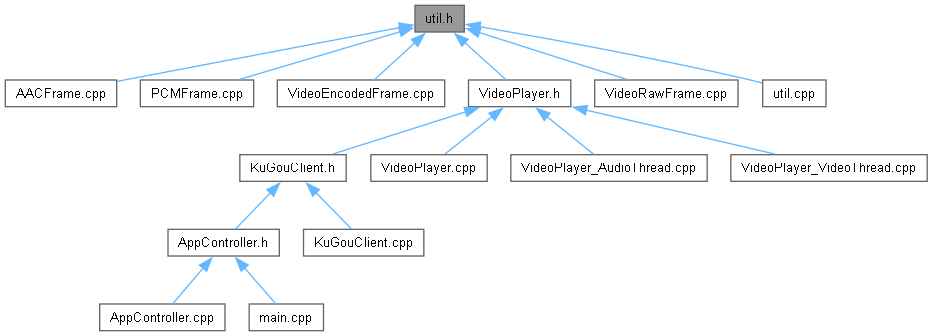 util.h
AACFrame.cpp
PCMFrame.cpp
VideoEncodedFrame.cpp
VideoPlayer.h
VideoRawFrame.cpp
util.cpp
KuGouClient.h
VideoPlayer.cpp
VideoPlayer_AudioThread.cpp
VideoPlayer_VideoThread.cpp
AppController.h
KuGouClient.cpp
AppController.cpp
main.cpp